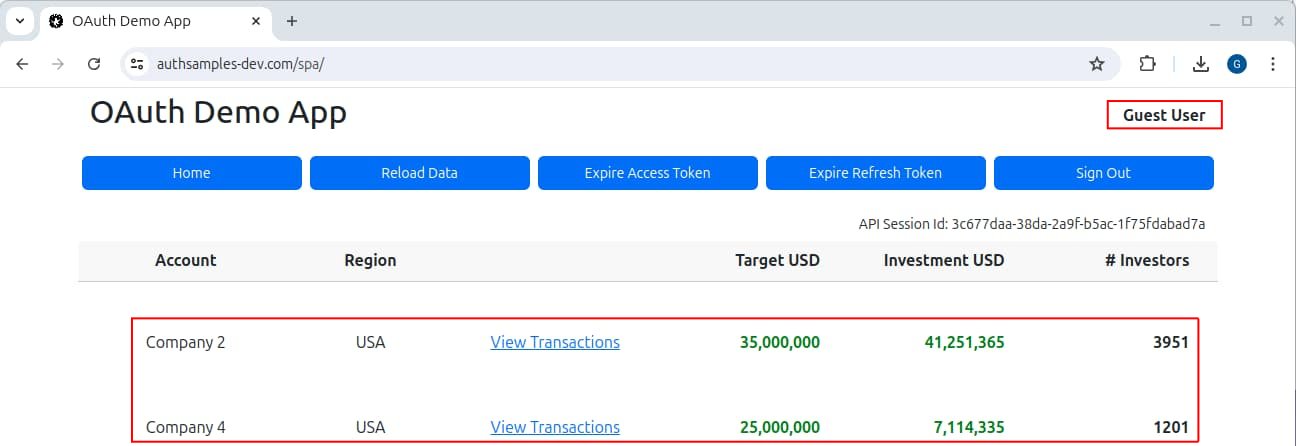 OAuth Demo App
authsamples-dev.com/spa/
G
OAuth Demo App
Guest User
Home Reload Data Expire Access Token Expire Refresh Token Sign Out
API Session Id: 3c677daa-38da-2a9f-b5ac-1f75fdabad7a
Account Region Target USD Investment USD # Investors
Company 2 USA View Transactions 35,000,000 41,251,365 3951
Company 4 USA View Transactions 25,000,000 7,114,335 1201